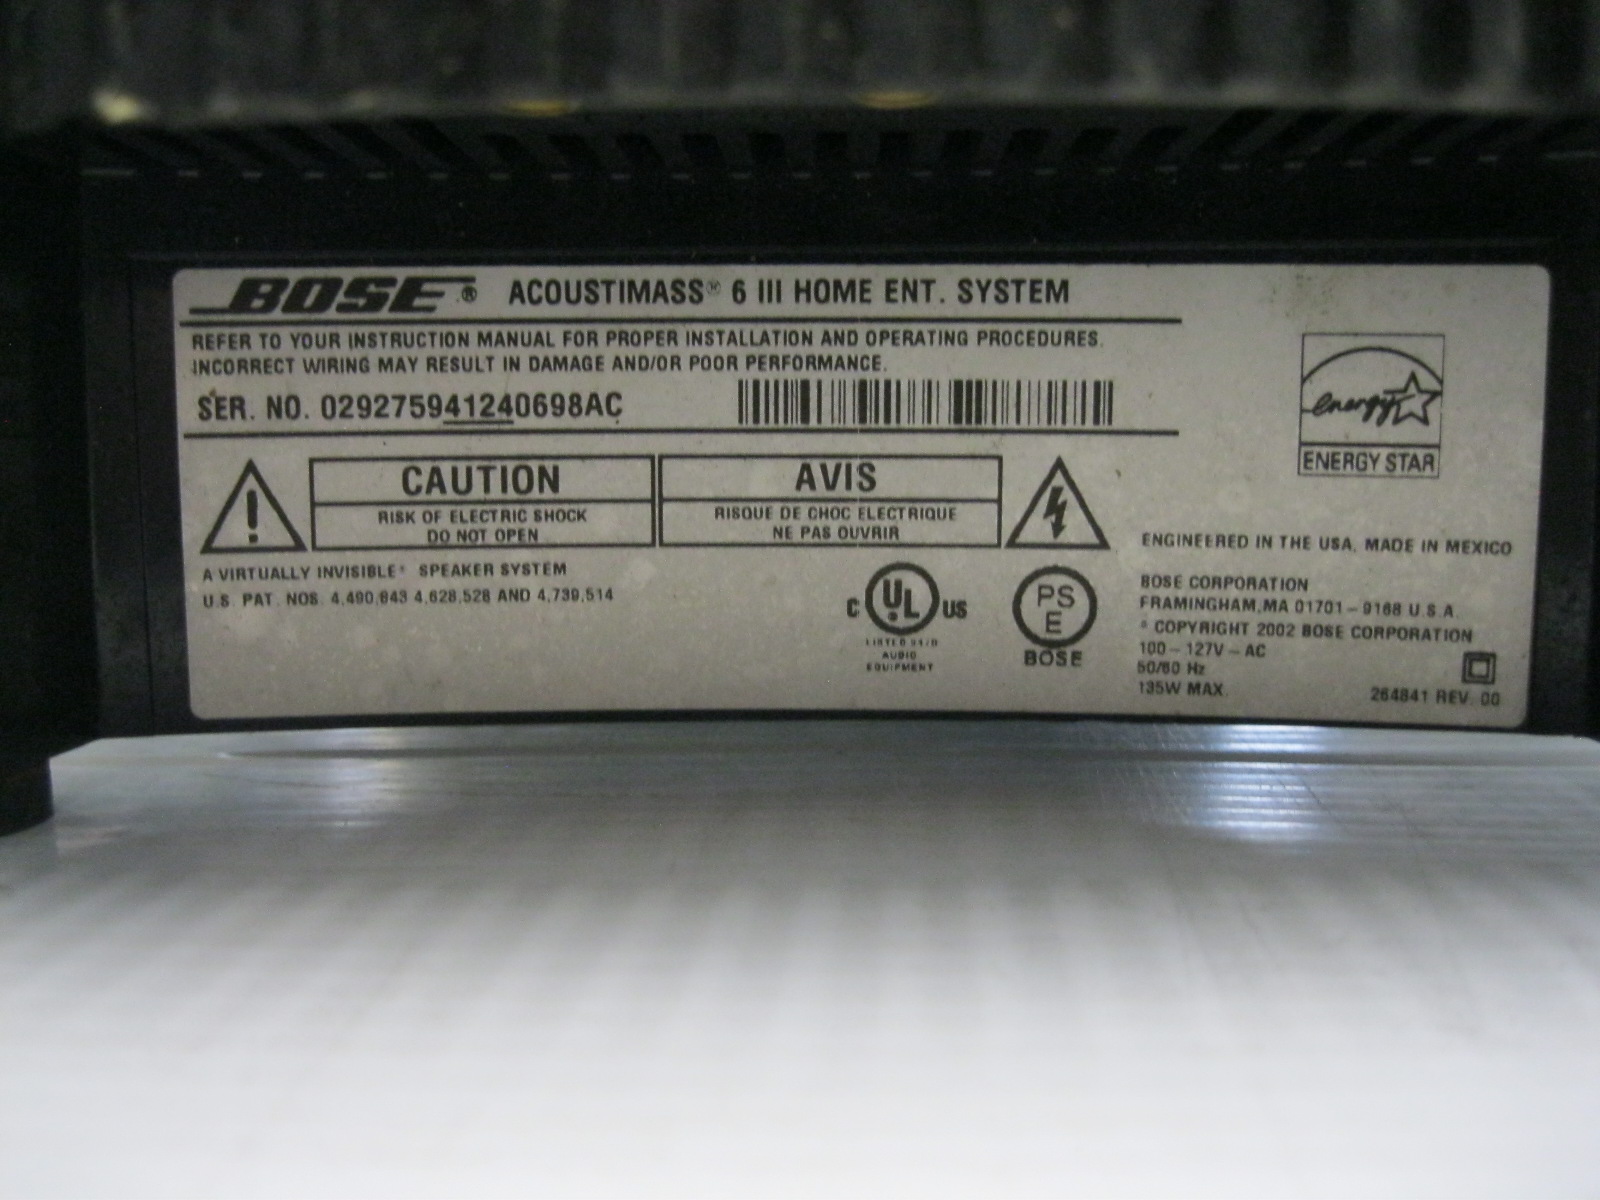 BOSE® ACOUSTIMASS® 6 III HOME ENT. SYSTEM
REFER TO YOUR INSTRUCTION MANUAL FOR PROPER INSTALLATION AND OPERATING PROCEDURES.
INCORRECT WIRING MAY RESULT IN DAMAGE AND/OR POOR PERFORMANCE.
SER. NO. 029275941240698AC
energy
ENERGY STAR
CAUTION
RISK OF ELECTRIC SHOCK
DO NOT OPEN
AVIS
RISQUE DE CHOC ELECTRIQUE
NE PAS OUVRIR
A VIRTUALLY INVISIBLE® SPEAKER SYSTEM
U.S. PAT. NOS. 4,490,843 4,628,528 AND 4,739,514
C UL US
LISTED
AUDIO
EQUIPMENT
PS
E
BOSE
ENGINEERED IN THE USA, MADE IN MEXICO
BOSE CORPORATION
FRAMINGHAM, MA 01701-9168 U.S.A.
© COPYRIGHT 2002 BOSE CORPORATION
100-127V~AC
50/60 Hz
135W MAX.
264841 REV. 00